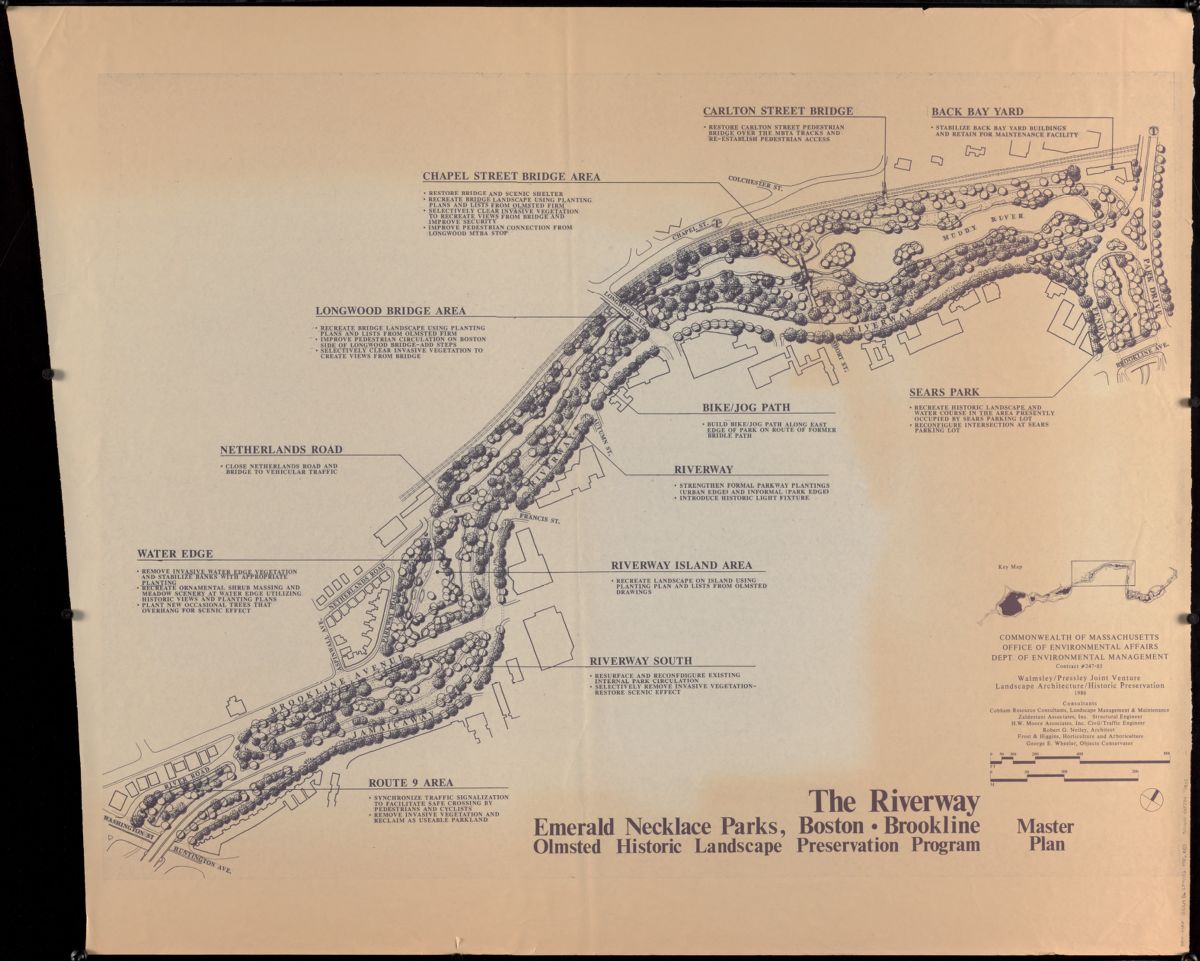 CARLTON STREET BRIDGE
• RESTORE CARLTON STREET PEDESTRIAN
BRIDGE OVER THE MBTA TRACKS AND
RE-ESTABLISH PEDESTRIAN ACCESS
BACK BAY YARD
• STABILIZE BACK BAY YARD BUILDINGS
AND RETAIN FOR MAINTENANCE FACILITY
CHAPEL STREET BRIDGE AREA
• RESTORE BRIDGE AND SCENIC SHELTER
• RECREATE BRIDGE LANDSCAPE USING PLANTING
PLANS AND LISTS FROM OLMSTED FIRM
• SELECTIVELY CLEAR INVASIVE VEGETATION
TO RECREATE VIEWS FROM BRIDGE AND
IMPROVE SECURITY
• IMPROVE PEDESTRIAN CONNECTION FROM
LONGWOOD MTBA STOP
COLCHESTER ST.
CHAPEL ST.
MUDDY RIVER
PARK DRIVE
LONGWOOD BRIDGE AREA
• RECREATE BRIDGE LANDSCAPE USING PLANTING
PLANS AND LISTS FROM OLMSTED FIRM
• IMPROVE PEDESTRIAN CIRCULATION ON BOSTON
SIDE OF LONGWOOD BRIDGE-ADD STEPS
• SELECTIVELY CLEAR INVASIVE VEGETATION TO
CREATE VIEWS FROM BRIDGE
LONGWOOD AVE.
RIVERWAY
BROOKLINE AVE.
SEARS PARK
• RECREATE HISTORIC LANDSCAPE AND
WATER COURSE IN THE AREA PRESENTLY
OCCUPIED BY SEARS PARKING LOT
• RECONFIGURE INTERSECTION AT SEARS
PARKING LOT
BIKE/JOG PATH
• BUILD BIKE/JOG PATH ALONG EAST
EDGE OF PARK ON ROUTE OF FORMER
BRIDLE PATH
AUTUMN ST.
RIVERWAY
NETHERLANDS ROAD
• CLOSE NETHERLANDS ROAD AND
BRIDGE TO VEHICULAR TRAFFIC
RIVERWAY
• STRENGTHEN FORMAL PARKWAY PLANTINGS
(URBAN EDGE) AND INFORMAL (PARK EDGE)
• INTRODUCE HISTORIC LIGHT FIXTURE
FRANCIS ST.
WATER EDGE
• REMOVE INVASIVE WATER EDGE VEGETATION
AND STABILIZE BANKS WITH APPROPRIATE
PLANTING
• RECREATE ORNAMENTAL SHRUB MASSING AND
MEADOW SCENERY AT WATER EDGE UTILIZING
HISTORIC VIEWS AND PLANTING PLANS
• PLANT NEW OCCASIONAL TREES THAT
OVERHANG FOR SCENIC EFFECT
NETHERLANDS ROAD
ASPINWALL AVE.
RIVERWAY ISLAND AREA
• RECREATE LANDSCAPE ON ISLAND USING
PLANTING PLAN AND LISTS FROM OLMSTED
DRAWINGS
RIVERWAY SOUTH
• RESURFACE AND RECONFDIGURE EXISTING
INTERNAL PARK CIRCULATION
• SELECTIVELY REMOVE INVASIVE VEGETATION-
RESTORE SCENIC EFFECT
BROOKLINE AVENUE
JAMAICAWAY
RIVER ROAD
WASHINGTON ST.
HUNTINGTON AVE.
ROUTE 9 AREA
• SYNCHRONIZE TRAFFIC SIGNALIZATION
TO FACILITATE SAFE CROSSING BY
PEDESTRIANS AND CYCLISTS
• REMOVE INVASIVE VEGETATION AND
RECLAIM AS USEABLE PARKLAND
Key Map
COMMONWEALTH OF MASSACHUSETTS
OFFICE OF ENVIRONMENTAL AFFAIRS
DEPT. OF ENVIRONMENTAL MANAGEMENT
Contract #247-83
Walmsley/Pressley Joint Venture
Landscape Architecture/Historic Preservation
1986
Consultants
Cobham Resource Consultants, Landscape Management & Maintenance
Zaldastani Associates, Inc. Structural Engineer
H.W. Moore Associates, Inc. Civil/Traffic Engineer
Robert G. Neiley, Architect
Frost & Higgins, Horticulture and Arboriculture
George E. Wheeler, Objects Conservator
The Riverway
Emerald Necklace Parks, Boston • Brookline
Olmsted Historic Landscape Preservation Program
Master
Plan